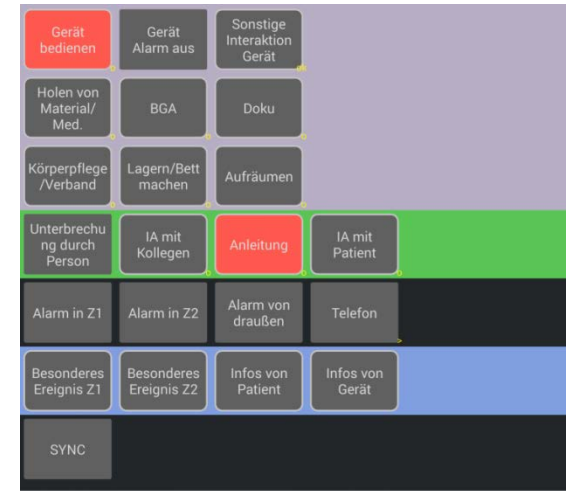 Gerät
bedienen
Gerät
Alarm aus
Sonstige
Interaktion
Gerät
Holen von
Material/
Med.
BGA
Doku
Körperpflege
/Verband
Lagern/Bett
machen
Aufräumen
Unterbrechu
ng durch
Person
IA mit
Kollegen
Anleitung
IA mit
Patient
Alarm in Z1
Alarm in Z2
Alarm von
draußen
Telefon
Besonderes
Ereignis Z1
Besonderes
Ereignis Z2
Infos von
Patient
Infos von
Gerät
SYNC